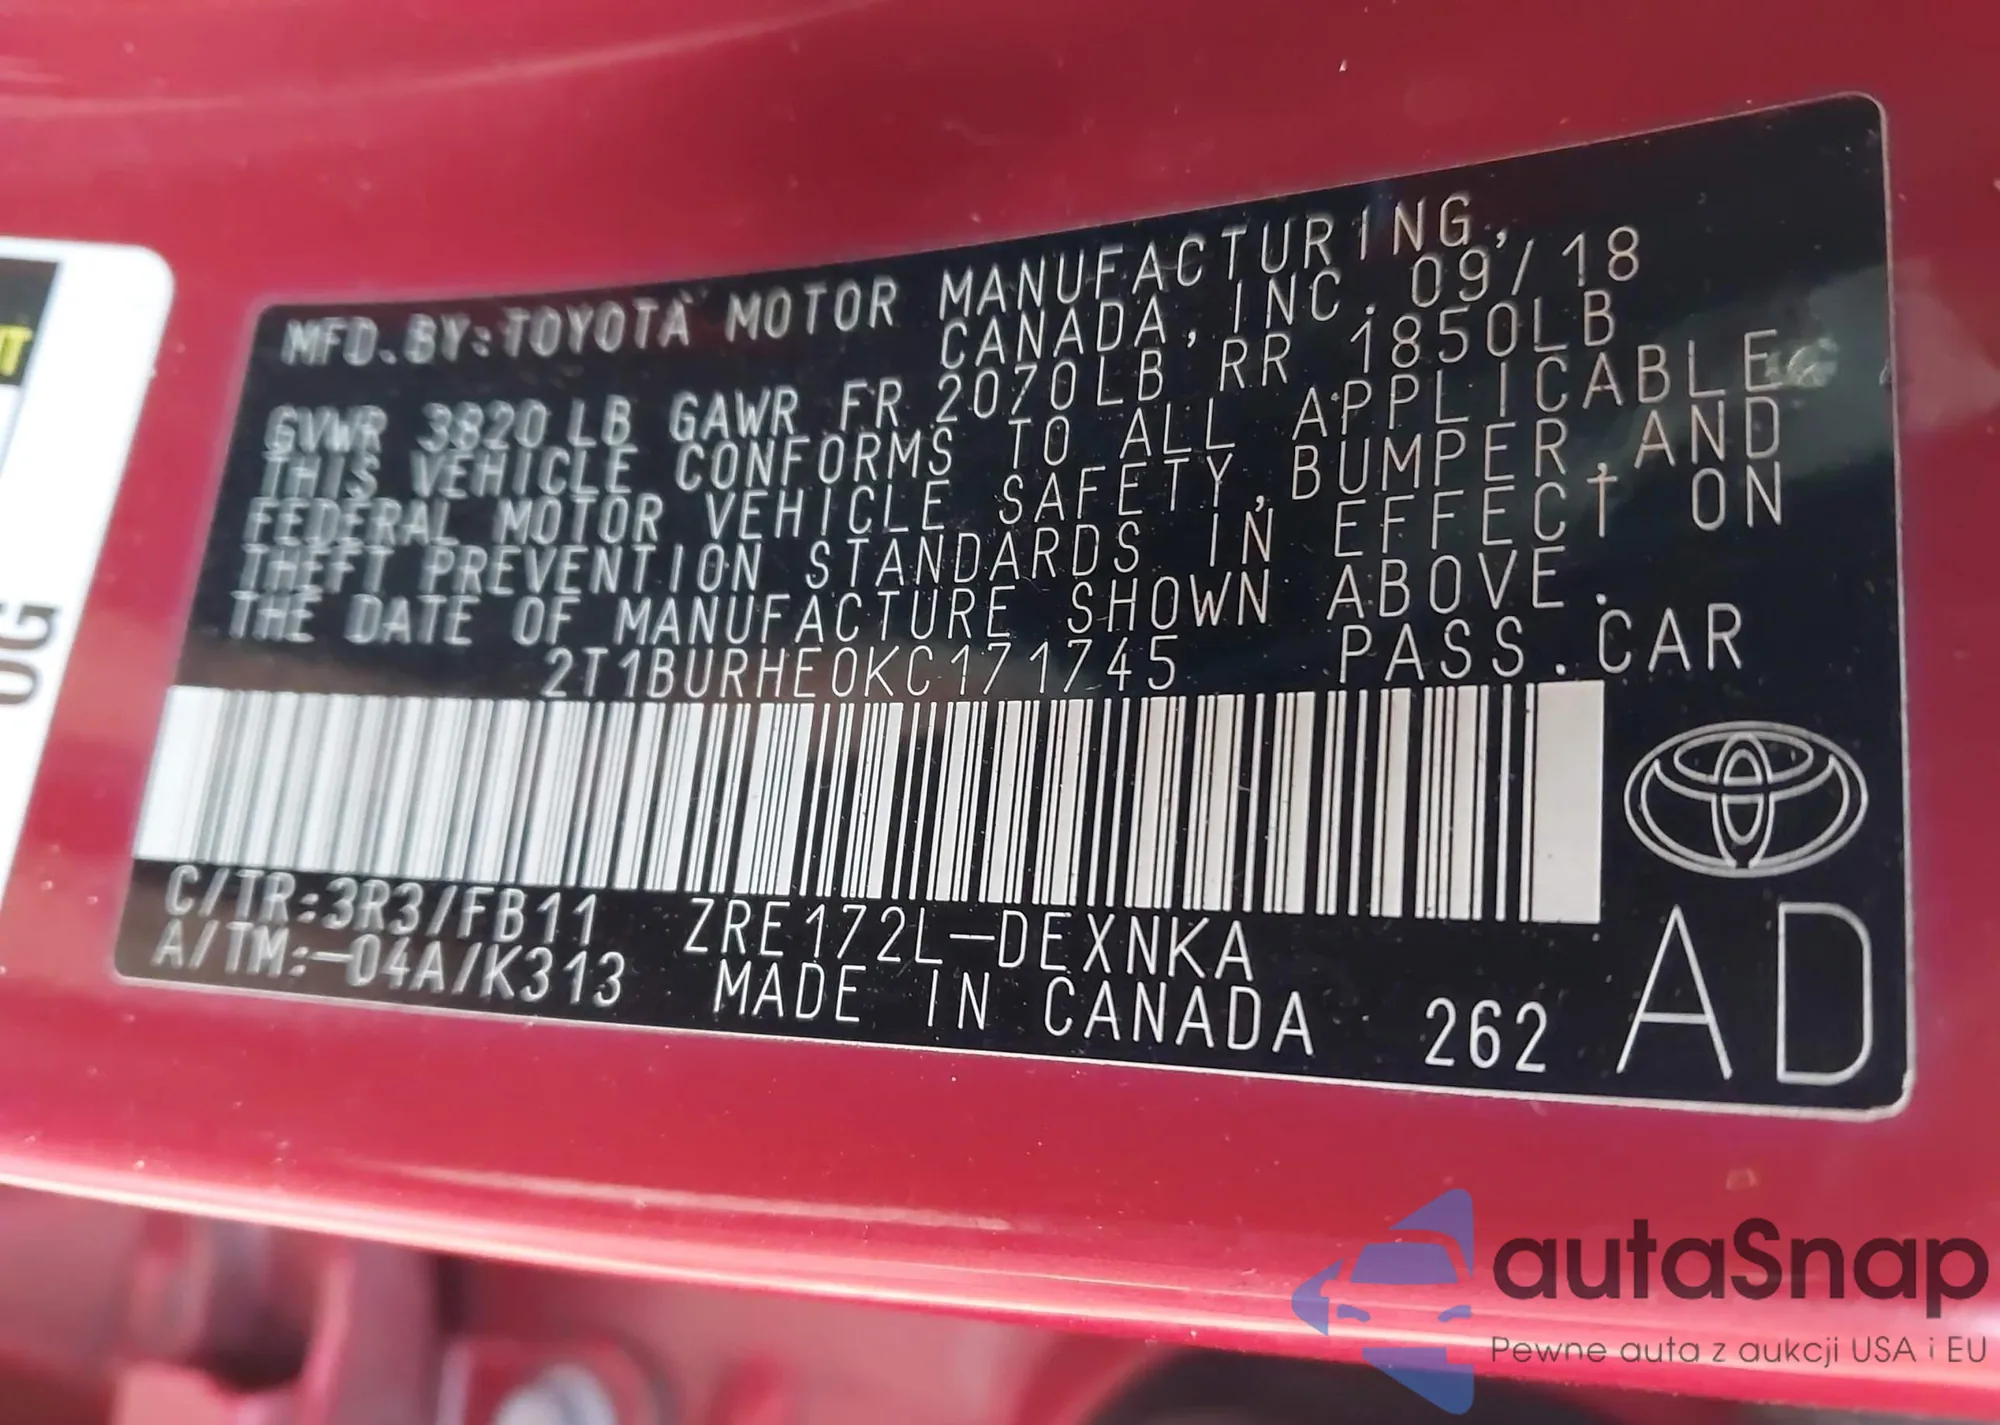 MFD.BY:TOYOTA MOTOR MANUFACTURING,
CANADA, INC. 09/18
GVWR 3820 LB GAWR FR 2070LB RR 1850LB
THIS VEHICLE CONFORMS TO ALL APPLICABLE
FEDERAL MOTOR VEHICLE SAFETY, BUMPER, AND
THEFT PREVENTION STANDARDS IN EFFECT ON
THE DATE OF MANUFACTURE SHOWN ABOVE.
2T1BURHE0KC171745 PASS.CAR
C/TR:3R3/FB11 ZRE172L-DEXNKA
A/TM:-04A/K313 MADE IN CANADA 262 AD
0G
autaSnap
Pewne auta z aukcji USA i EU